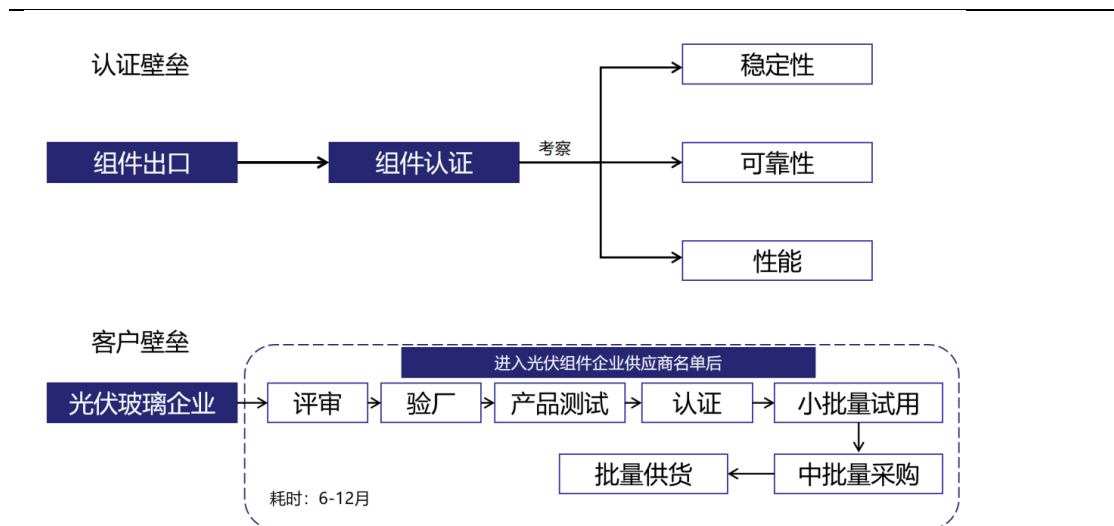 认证壁垒
稳定性
组件出口
组件认证
考察
可靠性
性能
客户壁垒
进入光伏组件企业供应商名单后
光伏玻璃企业
评审
验厂
产品测试
认证
小批量试用
批量供货
中批量采购
耗时：6-12月